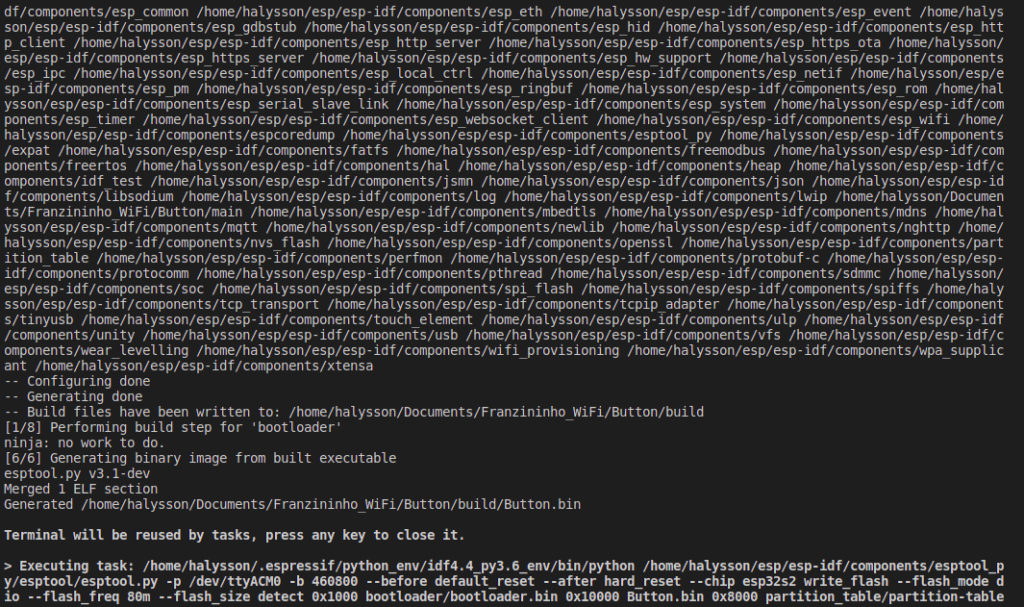 df/components/esp_common /home/halysson/esp/esp-idf/components/esp_eth /home/halysson/esp/esp-idf/components/esp_event /home/halys
son/esp/esp-idf/components/esp_gdbstub /home/halysson/esp/esp-idf/components/esp_hid /home/halysson/esp/esp-idf/components/esp_htt
p_client /home/halysson/esp/esp-idf/components/esp_http_server /home/halysson/esp/esp-idf/components/esp_https_ota /home/halysson/
esp/esp-idf/components/esp_https_server /home/halysson/esp/esp-idf/components/esp_hw_support /home/halysson/esp/esp-idf/components
/esp_ipc /home/halysson/esp/esp-idf/components/esp_local_ctrl /home/halysson/esp/esp-idf/components/esp_netif /home/halysson/esp/e
sp-idf/components/esp_pm /home/halysson/esp/esp-idf/components/esp_ringbuf /home/halysson/esp/esp-idf/components/esp_rom /home/hal
ysson/esp/esp-idf/components/esp_serial_slave_link /home/halysson/esp/esp-idf/components/esp_system /home/halysson/esp/esp-idf/com
ponents/esp_timer /home/halysson/esp/esp-idf/components/esp_websocket_client /home/halysson/esp/esp-idf/components/esp_wifi /home/
halysson/esp/esp-idf/components/espcoredump /home/halysson/esp/esp-idf/components/esptool_py /home/halysson/esp/esp-idf/components
/expat /home/halysson/esp/esp-idf/components/fatfs /home/halysson/esp/esp-idf/components/freemodbus /home/halysson/esp/esp-idf/com
ponents/freertos /home/halysson/esp/esp-idf/components/hal /home/halysson/esp/esp-idf/components/heap /home/halysson/esp/esp-idf/c
omponents/idf_test /home/halysson/esp/esp-idf/components/jsmn /home/halysson/esp/esp-idf/components/json /home/halysson/esp/esp-id
f/components/libsodium /home/halysson/esp/esp-idf/components/log /home/halysson/esp/esp-idf/components/lwip /home/halysson/Documen
ts/Franzininho_WiFi/Button/main /home/halysson/esp/esp-idf/components/mbedtls /home/halysson/esp/esp-idf/components/mdns /home/hal
ysson/esp/esp-idf/components/mqtt /home/halysson/esp/esp-idf/components/newlib /home/halysson/esp/esp-idf/components/nghttp /home/
halysson/esp/esp-idf/components/nvs_flash /home/halysson/esp/esp-idf/components/openssl /home/halysson/esp/esp-idf/components/part
ition_table /home/halysson/esp/esp-idf/components/perfmon /home/halysson/esp/esp-idf/components/protobuf-c /home/halysson/esp/esp-
idf/components/protocomm /home/halysson/esp/esp-idf/components/pthread /home/halysson/esp/esp-idf/components/sdmmc /home/halysson/
esp/esp-idf/components/soc /home/halysson/esp/esp-idf/components/spi_flash /home/halysson/esp/esp-idf/components/spiffs /home/haly
sson/esp/esp-idf/components/tcp_transport /home/halysson/esp/esp-idf/components/tcpip_adapter /home/halysson/esp/esp-idf/component
s/tinyusb /home/halysson/esp/esp-idf/components/touch_element /home/halysson/esp/esp-idf/components/ulp /home/halysson/esp/esp-idf
/components/unity /home/halysson/esp/esp-idf/components/usb /home/halysson/esp/esp-idf/components/vfs /home/halysson/esp/esp-idf/c
omponents/wear_levelling /home/halysson/esp/esp-idf/components/wifi_provisioning /home/halysson/esp/esp-idf/components/wpa_supplic
ant /home/halysson/esp/esp-idf/components/xtensa
-- Configuring done
-- Generating done
-- Build files have been written to: /home/halysson/Documents/Franzininho_WiFi/Button/build
[1/8] Performing build step for 'bootloader'
ninja: no work to do.
[6/6] Generating binary image from built executable
esptool.py v3.1-dev
Merged 1 ELF section
Generated /home/halysson/Documents/Franzininho_WiFi/Button/build/Button.bin
Terminal will be reused by tasks, press any key to close it.
> Executing task: /home/halysson/.espressif/python_env/idf4.4_py3.6_env/bin/python /home/halysson/esp/esp-idf/components/esptool_p
y/esptool/esptool.py -p /dev/ttyACM0 -b 460800 --before default_reset --after hard_reset --chip esp32s2 write_flash --flash_mode d
io --flash_freq 80m --flash_size detect 0x1000 bootloader/bootloader.bin 0x10000 Button.bin 0x8000 partition_table/partition-table